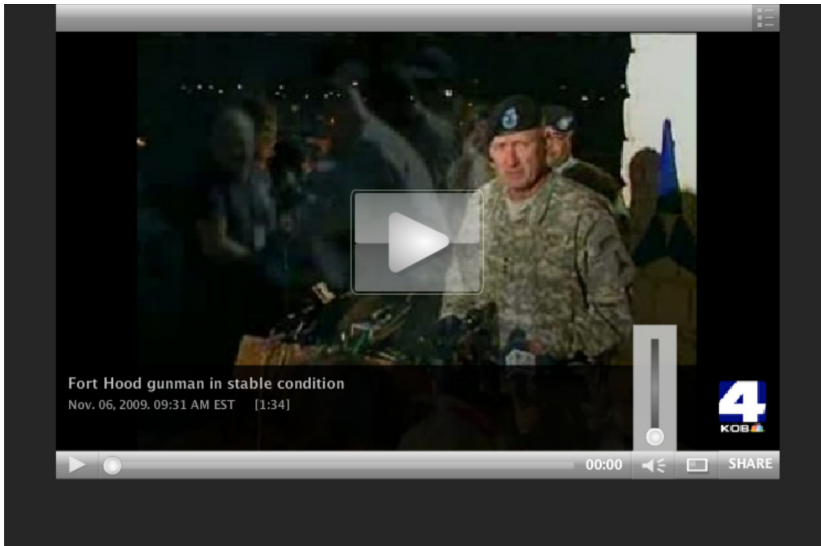 Fort Hood gunman in stable condition
Nov. 06, 2009. 09:31 AM EST [1:34]
4
KOB
00:00
SHARE